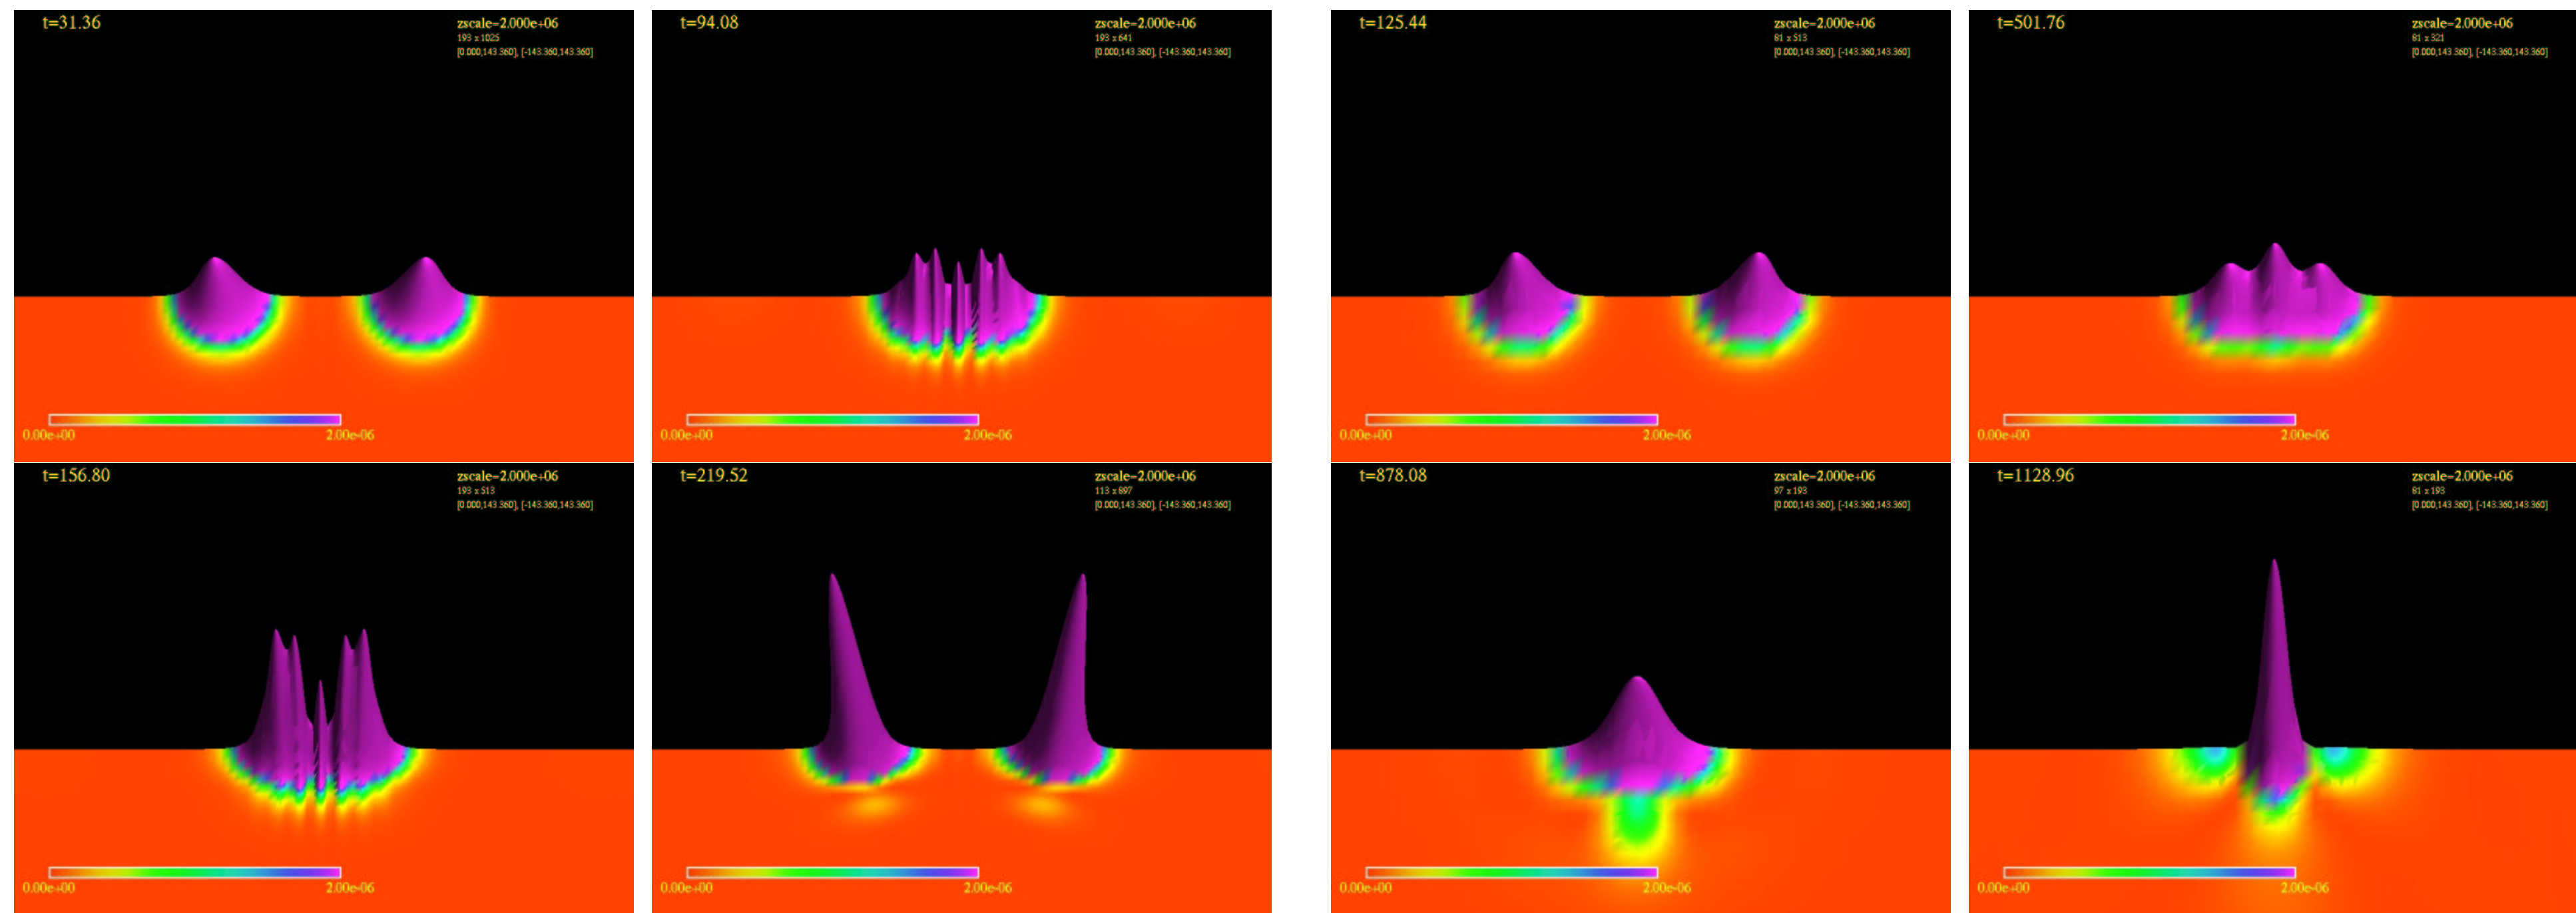 t=31.36
zscale=2.000e+06
193 x 1025
[0.000,143.360], [-143.360,143.360]
0.00e+00
2.00e-06
t=94.08
zscale=2.000e+06
193 x 641
[0.000,143.360], [-143.360,143.360]
0.00e+00
2.00e-06
t=125.44
zscale=2.000e+06
81 x 513
[0.000,143.360], [-143.360,143.360]
0.00e+00
2.00e-06
t=501.76
zscale=2.000e+06
81 x 321
[0.000,143.360], [-143.360,143.360]
0.00e+00
2.00e-06
t=156.80
zscale=2.000e+06
193 x 513
[0.000,143.360], [-143.360,143.360]
0.00e+00
2.00e-06
t=219.52
zscale=2.000e+06
113 x 897
[0.000,143.360], [-143.360,143.360]
0.00e+00
2.00e-06
t=878.08
zscale=2.000e+06
97 x 193
[0.000,143.360], [-143.360,143.360]
0.00e+00
2.00e-06
t=1128.96
zscale=2.000e+06
81 x 193
[0.000,143.360], [-143.360,143.360]
0.00e+00
2.00e-06